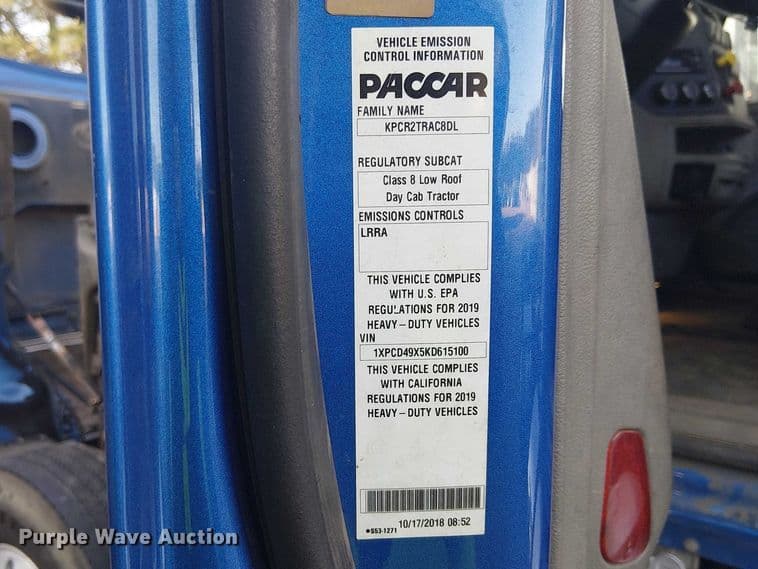 VEHICLE EMISSION
CONTROL INFORMATION
PACCAR
FAMILY NAME
KPCR2TRAC8DL
REGULATORY SUBCAT
Class 8 Low Roof
Day Cab Tractor
EMISSIONS CONTROLS
LRRA
THIS VEHICLE COMPLIES
WITH U.S. EPA
REGULATIONS FOR 2019
HEAVY-DUTY VEHICLES
VIN
1XPCD49X5KD615100
THIS VEHICLE COMPLIES
WITH CALIFORNIA
REGULATIONS FOR 2019
HEAVY-DUTY VEHICLES
10/17/2018 08:52
*S53-1271
Purple Wave Auction